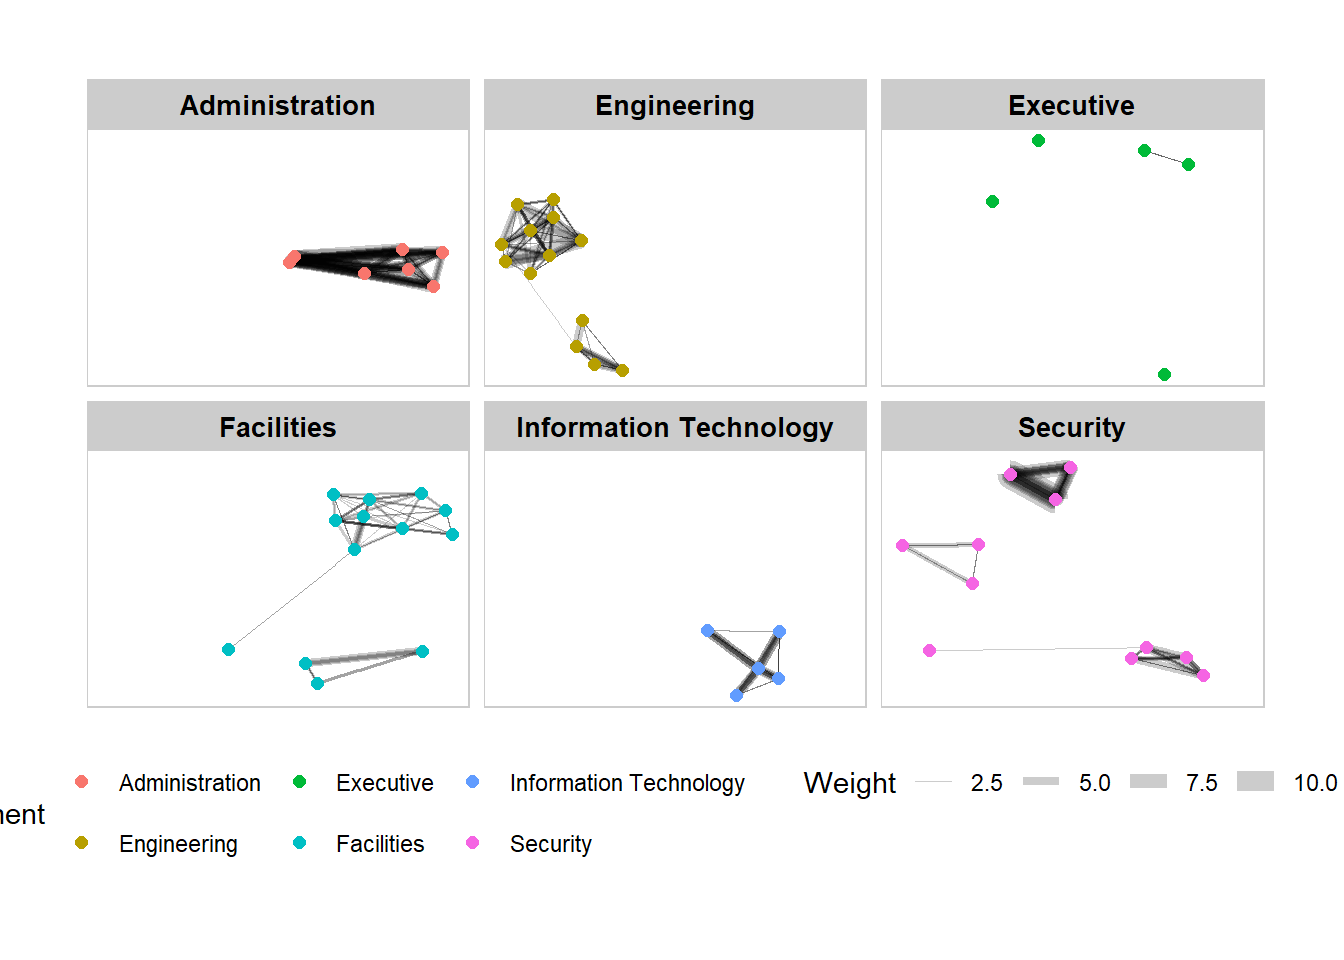 Administration
Engineering
Executive
Facilities
Information Technology
Security
Administration
Executive
Information Technology
Weight
2.5
5.0
7.5
10.0
Engineering
Facilities
Security